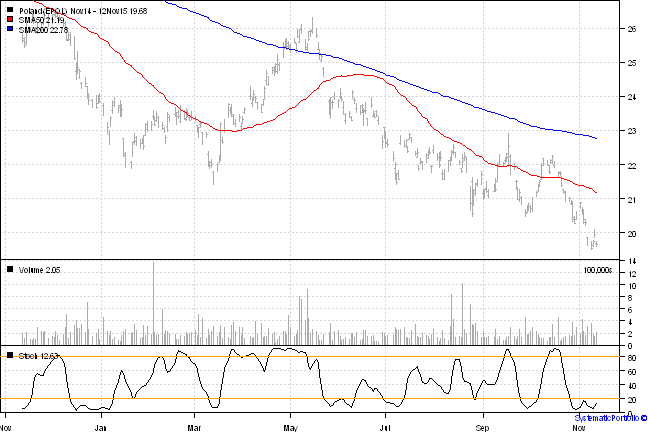 Poland (EPOL) Nov14 - 12Nov15 19.68
SMA50 21.19
SMA200 22.78
26
25
24
23
22
21
20
14
Volume 2.05
100,000s
12
10
8
6
4
2
0
Stoch 12.63
80
60
40
20
0
Nov
Jan
Mar
May
Jul
Sep
Nov
SystematicPortfolio ©